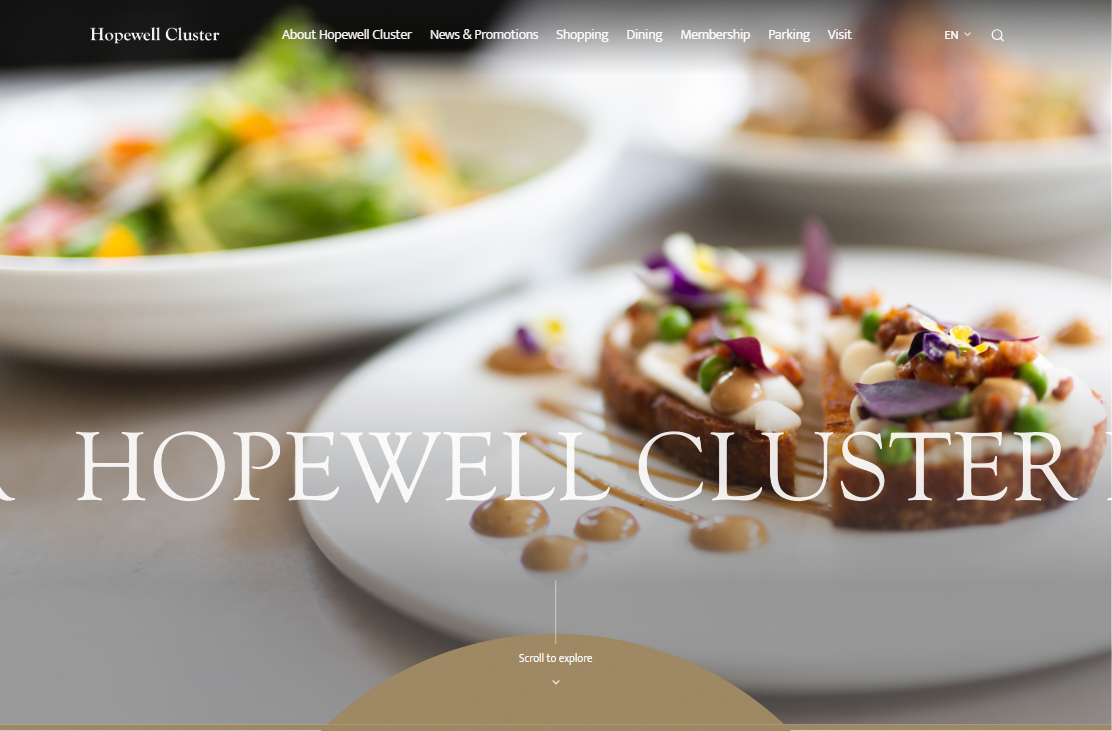 Hopewell Cluster
About Hopewell Cluster News & Promotions Shopping Dining Membership Parking Visit
EN
HOPEWELL CLUSTER
Scroll to explore